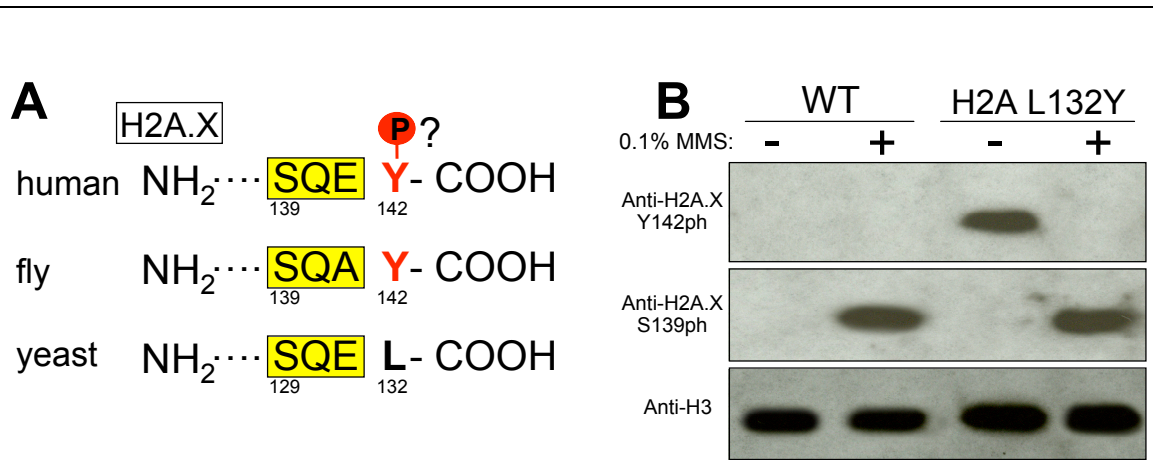 A
H2A.X
P ?
human NH2···· SQE Y- COOH
139 142
fly NH2···· SQA Y- COOH
139 142
yeast NH2···· SQE L- COOH
129 132
B
WT H2A L132Y
0.1% MMS: - + - +
Anti-H2A.X
Y142ph
Anti-H2A.X
S139ph
Anti-H3